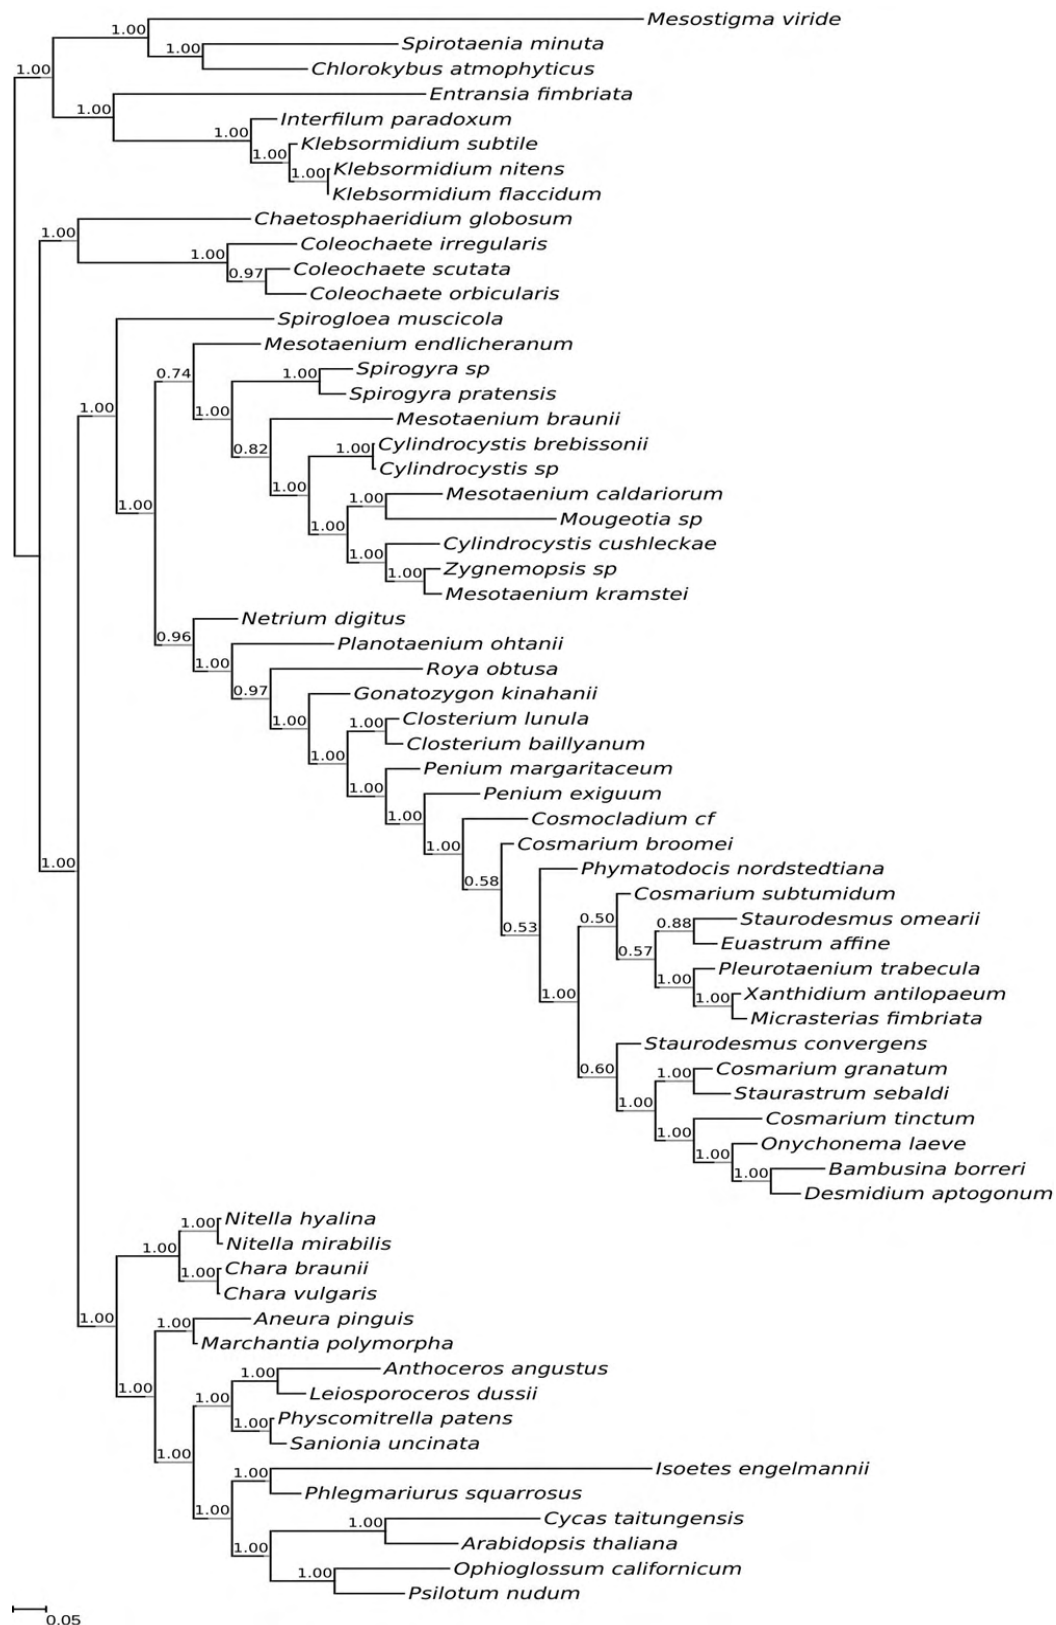 Mesostigma viride
1.00
Spirotaenia minuta
1.00
Chlorokybus atmophyticus
1.00
Entransia fimbriata
1.00
Interfilum paradoxum
1.00
Klebsormidium subtile
1.00
Klebsormidium nitens
1.00
Klebsormidium flaccidum
Chaetosphaeridium globosum
1.00
Coleochaete irregularis
1.00
Coleochaete scutata
0.97
Coleochaete orbicularis
Spirogloea muscicola
Mesotaenium endlicheranum
0.74
Spirogyra sp
1.00
Spirogyra pratensis
1.00
1.00
Mesotaenium braunii
Cylindrocystis brebissonii
1.00
0.82
Cylindrocystis sp
1.00
Mesotaenium caldariorum
1.00
1.00
Mougeotia sp
1.00
Cylindrocystis cushleckae
1.00
Zygnemopsis sp
1.00
Mesotaenium kramstei
Netrium digitus
0.96
Planotaenium ohtanii
1.00
Roya obtusa
0.97
Gonatozygon kinahanii
Closterium lunula
1.00
1.00
Closterium baillyanum
1.00
Penium margaritaceum
1.00
Penium exiguum
1.00
Cosmocladium cf
Cosmarium broomei
1.00
Phymatodocis nordstedtiana
0.58
Cosmarium subtumidum
Staurodesmus omearii
0.50
0.88
0.53
Euastrum affine
0.57
Pleurotaenium trabecula
1.00
Xanthidium antilopaeum
1.00
1.00
Micrasterias fimbriata
Staurodesmus convergens
Cosmarium granatum
0.60
1.00
Staurastrum sebaldi
1.00
Cosmarium tinctum
1.00
Onychonema laeve
1.00
Bambusina borreri
1.00
Desmidium aptogonum
1.00
Nitella hyalina
1.00
Nitella mirabilis
1.00
Chara braunii
1.00
Chara vulgaris
Aneura pinguis
1.00
1.00
Marchantia polymorpha
Anthoceros angustus
1.00
Leiosporoceros dussii
1.00
1.00
Physcomitrella patens
1.00
Sanionia uncinata
1.00
Isoetes engelmannii
1.00
Phlegmariurus squarrosus
1.00
Cycas taitungensis
1.00
Arabidopsis thaliana
1.00
Ophioglossum californicum
1.00
Psilotum nudum
0.05